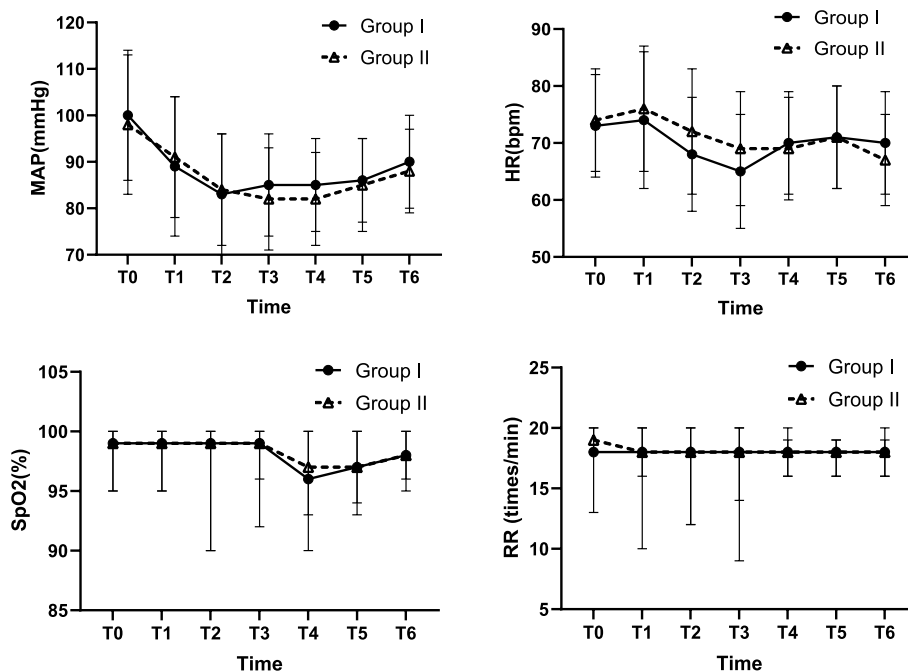 120
110
100
90
80
70
MAP(mmHg)
T0 T1 T2 T3 T4 T5 T6
Time
Group I
Group II
90
80
70
60
50
HR(bpm)
T0 T1 T2 T3 T4 T5 T6
Time
Group I
Group II
105
100
95
90
85
SpO2(%)
T0 T1 T2 T3 T4 T5 T6
Time
Group I
Group II
25
20
15
10
5
RR (times/min)
T0 T1 T2 T3 T4 T5 T6
Time
Group I
Group II